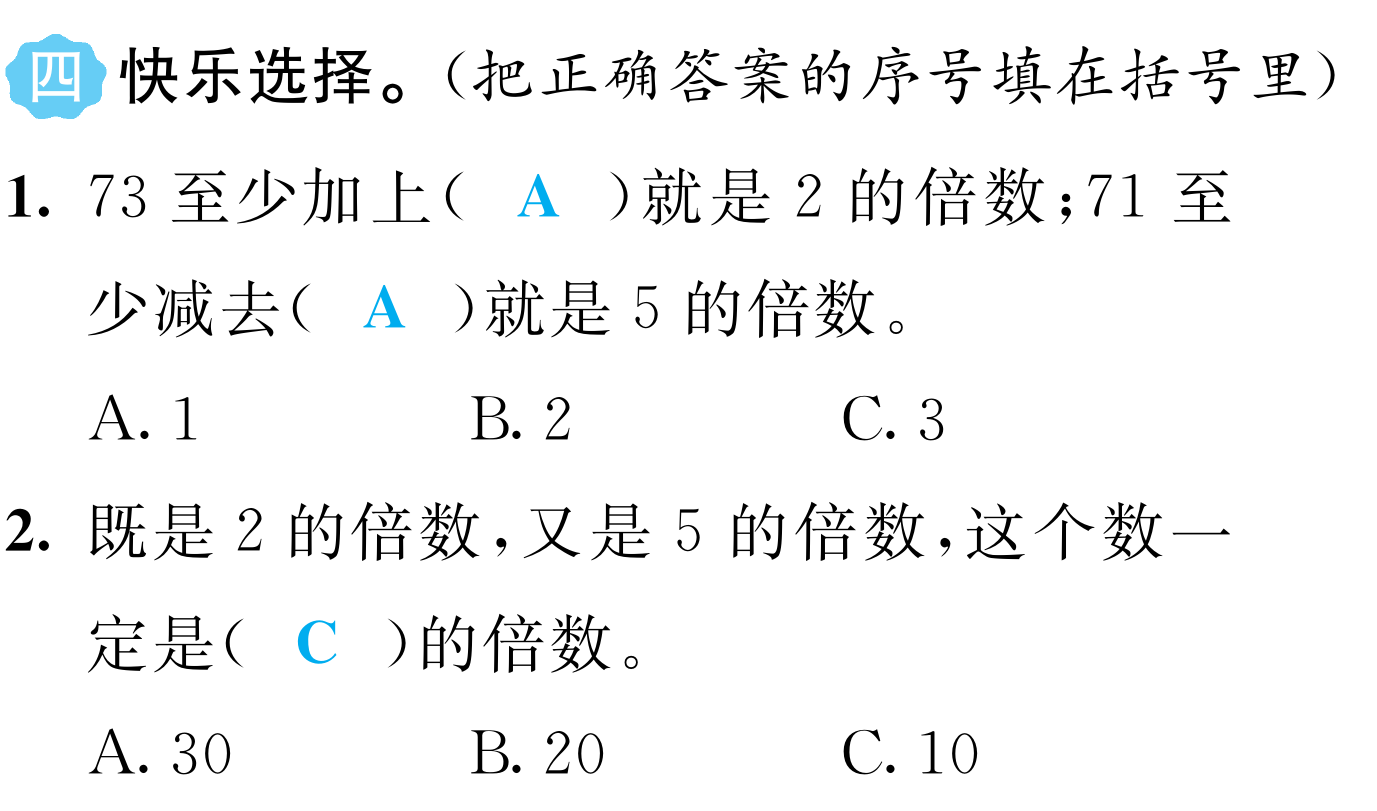 四 快乐选择。(把正确答案的序号填在括号里)
1. 73 至少加上( A )就是 2 的倍数;71 至
少减去( A )就是 5 的倍数。
A. 1 B. 2 C. 3
2. 既是 2 的倍数,又是 5 的倍数,这个数一
定是( C )的倍数。
A. 30 B. 20 C. 10